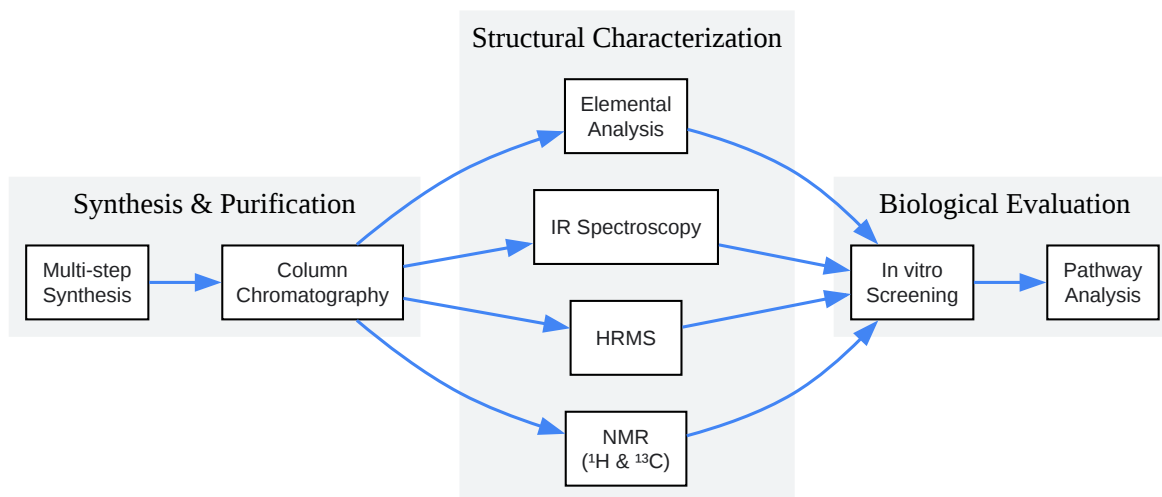 Structural Characterization
Elemental
Analysis
Synthesis & Purification
Biological Evaluation
IR Spectroscopy
Multi-step
Synthesis
Column
Chromatography
In vitro
Screening
Pathway
Analysis
HRMS
NMR
(¹H & ¹³C)